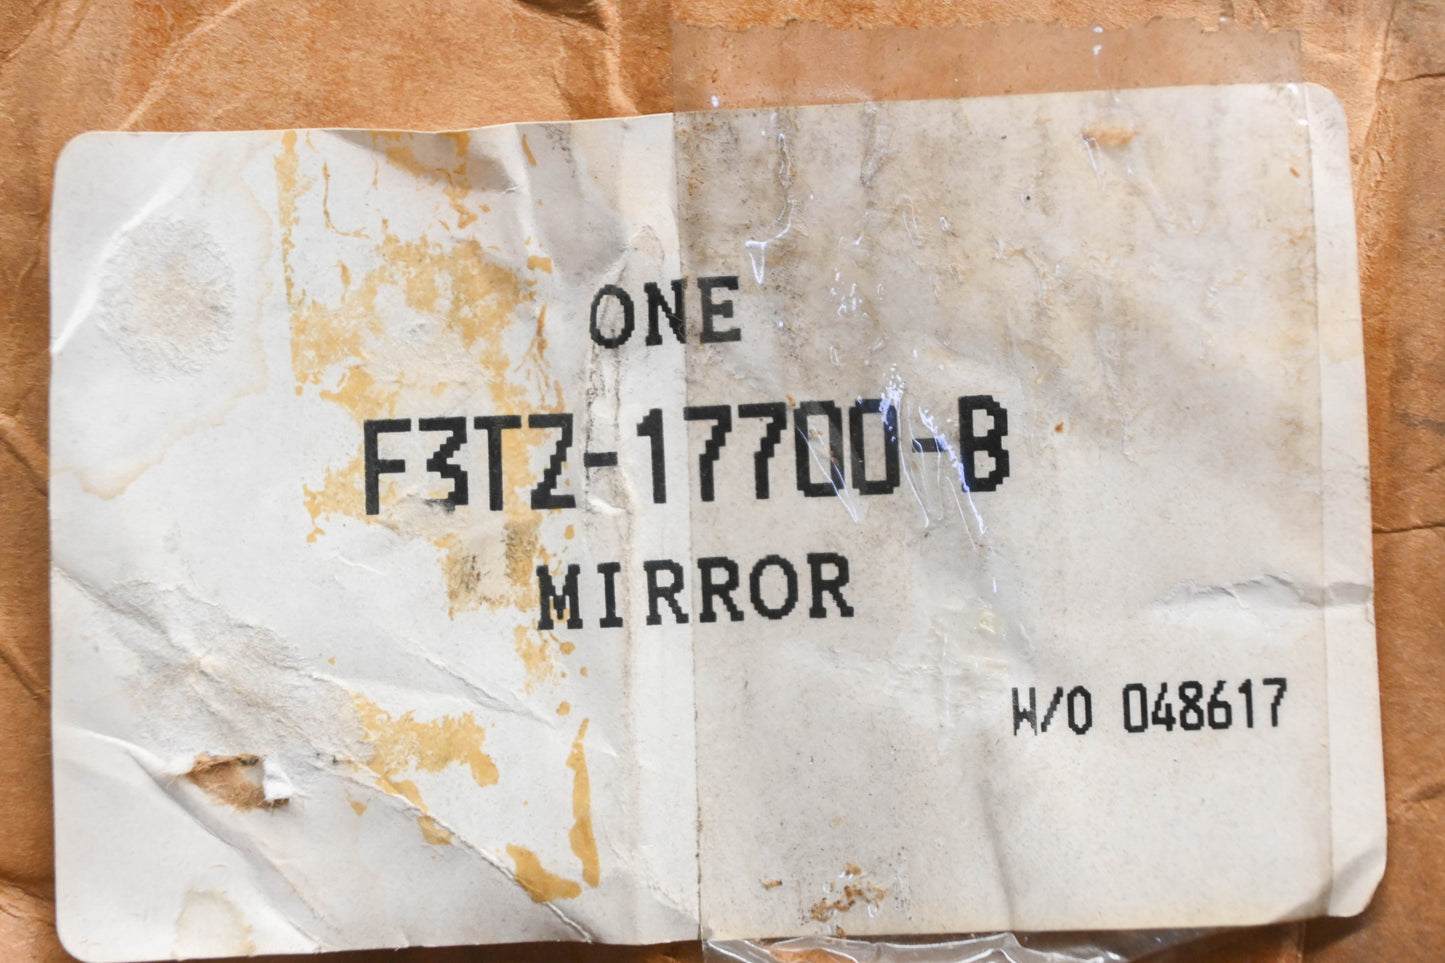 ONE
F3TZ-17700-B
MIRROR
W/O 048617